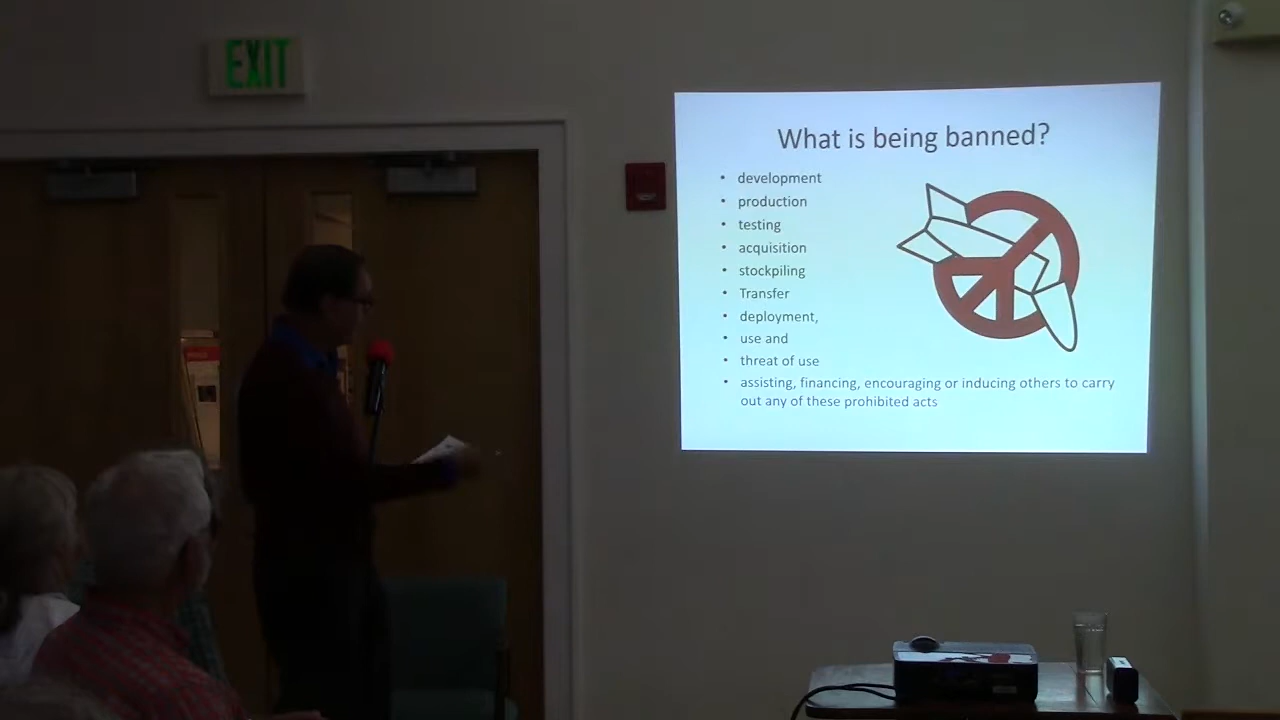 EXIT
What is being banned?
• development
• production
• testing
• acquisition
• stockpiling
• Transfer
• deployment,
• use and
• threat of use
• assisting, financing, encouraging or inducing others to carry
out any of these prohibited acts